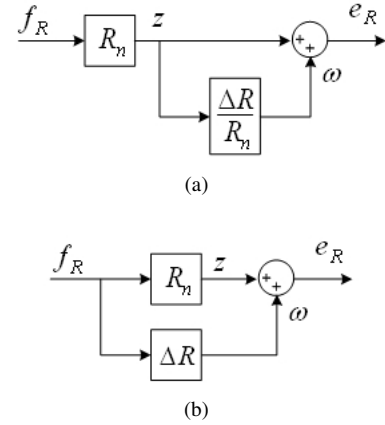 f_R R_n z + + e_R
ω
ΔR
R_n
(a)
f_R R_n z + + e_R
ω
ΔR
(b)